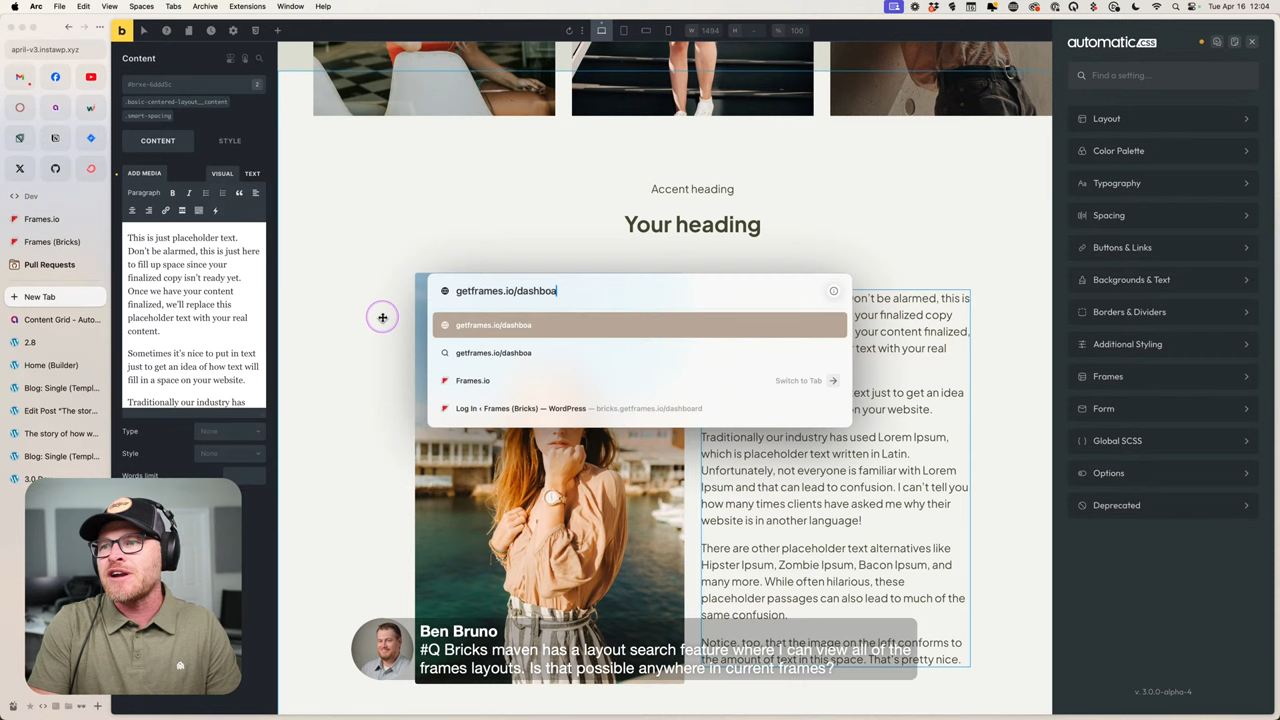 Arc File Edit View Spaces Tabs Archive Extensions Window Help
Tue Apr 16 12:04
april-v3.instawp.io
Dev
Frames.io
Frames (Bricks)
Pull Requests
New Tab
Content Grid - Auto...
2.8
Home (Builder)
Blog: Single (Templ...
Edit Post “The stor...
The story of how w...
Blog: Single (Templ...
b
W 1494 H - % 100
Content
#brxe-6ddd5c 2
.basic-centered-layout__content
.smart-spacing
CONTENT STYLE
ADD MEDIA VISUAL TEXT
Paragraph B I
This is just placeholder text.
Don’t be alarmed, this is just here
to fill up space since your
finalized copy isn’t ready yet.
Once we have your content
finalized, we’ll replace this
placeholder text with your real
content.
Sometimes it’s nice to put in text
just to get an idea of how text will
fill in a space on your website.
Traditionally our industry has
Type None
Style None
Words limit
Accent heading
Your heading
getframes.io/dashboa
getframes.io/dashboa
getframes.io/dashboa
Frames.io Switch to Tab
Log In ‹ Frames (Bricks) — WordPress – bricks.getframes.io/dashboard
on’t be alarmed, this is
our finalized copy
your content finalized,
text with your real
text just to get an idea
on your website.
Traditionally our industry has used Lorem Ipsum,
which is placeholder text written in Latin.
Unfortunately, not everyone is familiar with Lorem
Ipsum and that can lead to confusion. I can’t tell you
how many times clients have asked me why their
website is in another language!
There are other placeholder text alternatives like
Hipster Ipsum, Zombie Ipsum, Bacon Ipsum, and
many more. While often hilarious, these
placeholder passages can also lead to much of the
same confusion.
Notice, too, that the image on the left conforms to
the amount of text in this space. That’s pretty nice.
Ben Bruno
#Q Bricks maven has a layout search feature where I can view all of the
frames layouts. Is that possible anywhere in current frames?
automatic.css
Find a setting...
Layout
Color Palette
Typography
Spacing
Buttons & Links
Backgrounds & Text
Borders & Dividers
Additional Styling
Frames
Form
Global SCSS
Options
Deprecated
v. 3.0.0-alpha-4